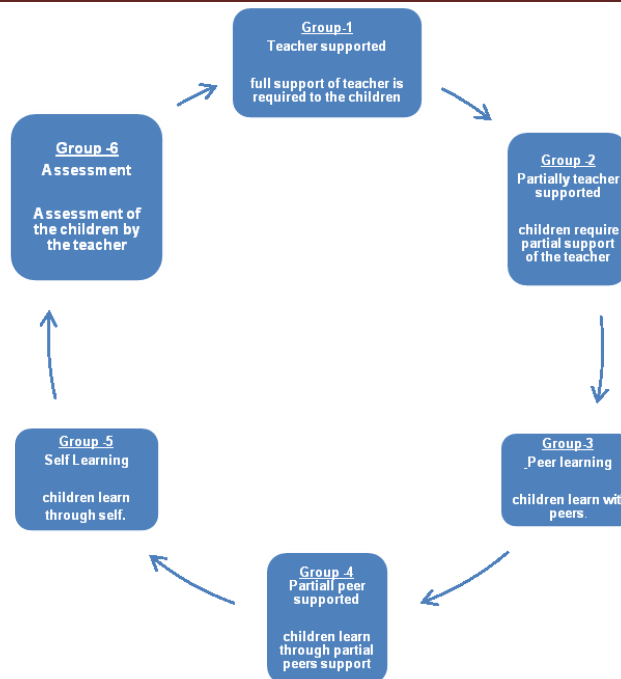 Group-1
Teacher supported
full support of teacher is
required to the children
Group -2
Partially teacher
supported
children require
partial support
of the teacher
Group-3
Peer learning
children learn with
peers.
Group -4
Partiall peer
supported
children learn
through partial
peers support
Group -5
Self Learning
children learn
through self.
Group -6
Assessment
Assessment of
the children by
the teacher